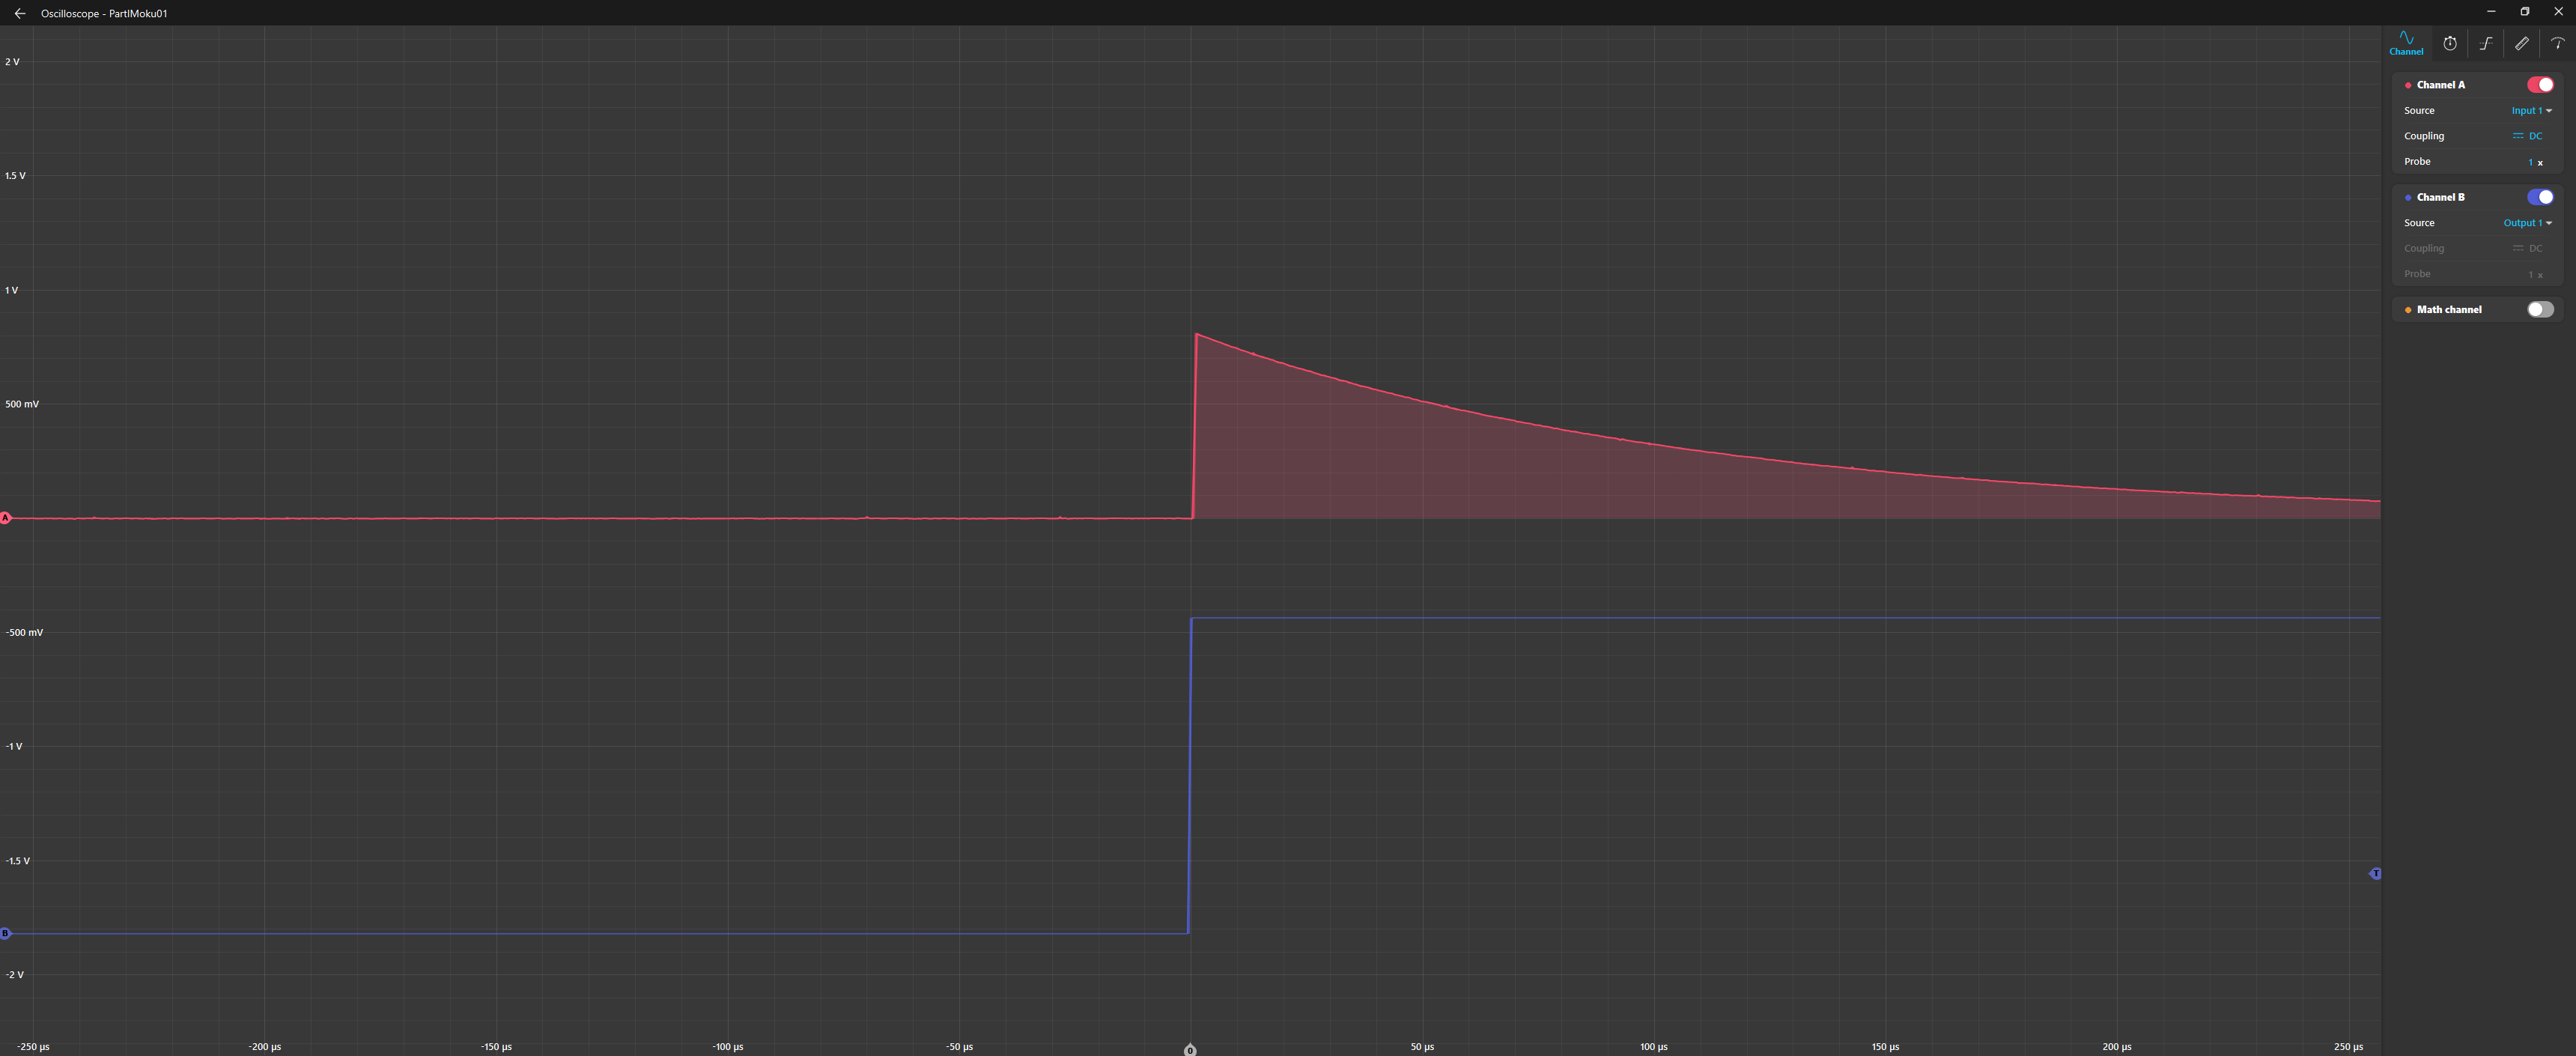 Oscilloscope - PartIMoku01
2 V
1.5 V
1 V
500 mV
A
-500 mV
-1 V
-1.5 V
T
B
-2 V
-250 µs
-200 µs
-150 µs
-100 µs
-50 µs
0
50 µs
100 µs
150 µs
200 µs
250 µs
Channel
Channel A
Source Input 1
Coupling DC
Probe 1 x
Channel B
Source Output 1
Coupling DC
Probe 1 x
Math channel